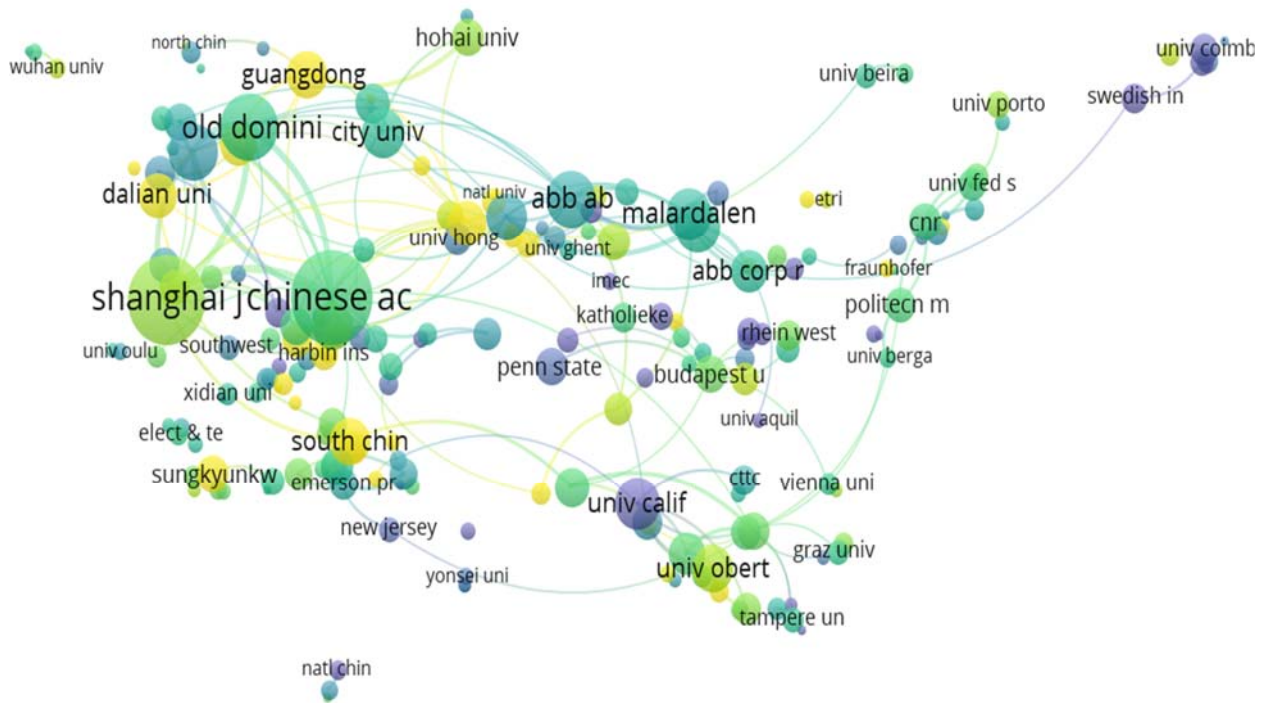 hohai univ
north chin
univ coimb
wuhan univ
guangdong
univ beira
swedish in
univ porto
old domini
city univ
univ fed s
dalian uni
natl univ
abb ab
etri
malardalen
cnr
univ hong
univ ghent
abb corp r
fraunhofer
imec
shanghai j
chinese ac
politecn m
katholieke
rhein west
univ oulu
southwest
harbin ins
univ berga
penn state
budapest u
xidian uni
univ aquil
elect & te
south chin
sungkyunkw
emerson pr
cttc
vienna uni
univ calif
new jersey
graz univ
univ obert
yonsei uni
tampere un
natl chin